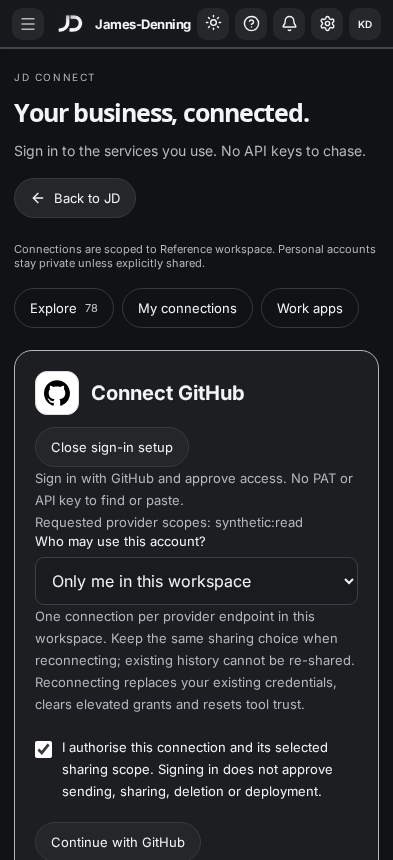 James-Denning
KD
JD CONNECT
Your business, connected.
Sign in to the services you use. No API keys to chase.
Back to JD
Connections are scoped to Reference workspace. Personal accounts
stay private unless explicitly shared.
Explore 78 My connections Work apps
Connect GitHub
Close sign-in setup
Sign in with GitHub and approve access. No PAT or
API key to find or paste.
Requested provider scopes: synthetic:read
Who may use this account?
Only me in this workspace
One connection per provider endpoint in this
workspace. Keep the same sharing choice when
reconnecting; existing history cannot be re-shared.
Reconnecting replaces your existing credentials,
clears elevated grants and resets tool trust.
I authorise this connection and its selected
sharing scope. Signing in does not approve
sending, sharing, deletion or deployment.
Continue with GitHub